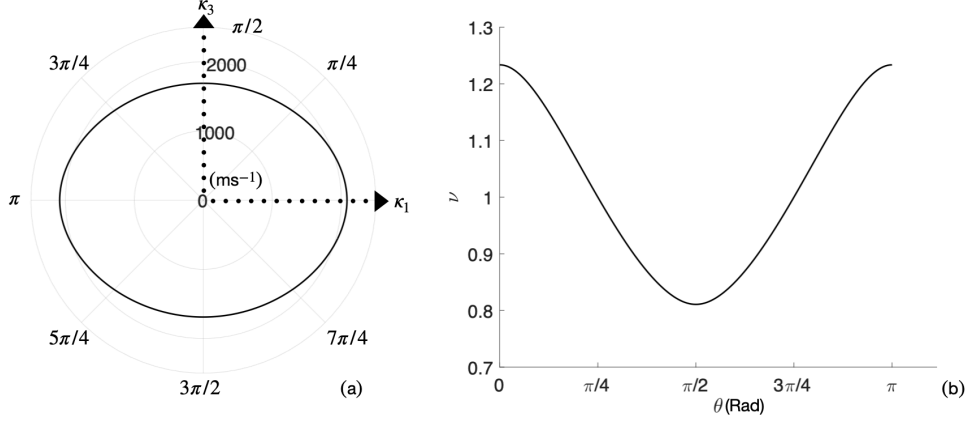 κ₃
π/2
3π/4
π/4
2000
1000
(ms⁻¹)
π
0
κ₁
5π/4
7π/4
3π/2
(a)
1.3
1.2
1.1
1
0.9
0.8
0.7
ν
0
π/4
π/2
3π/4
π
θ(Rad)
(b)